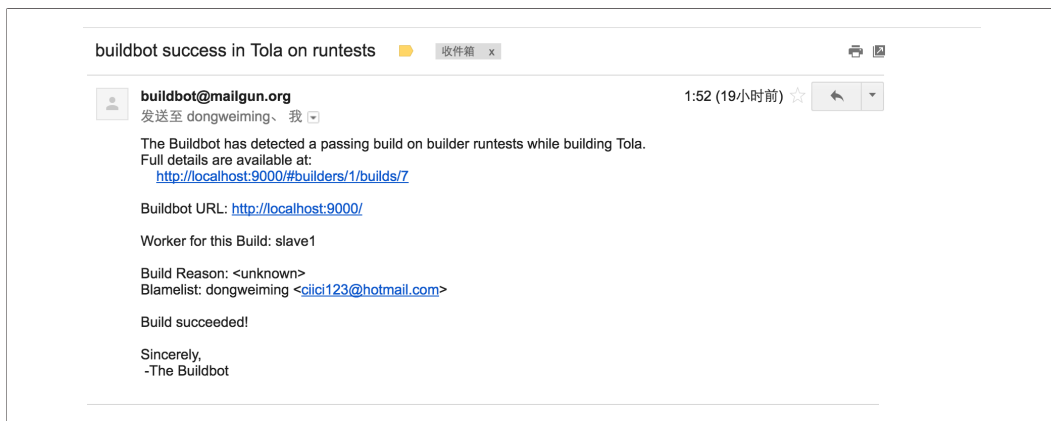 buildbot success in Tola on runtests 收件箱 x
buildbot@mailgun.org 1:52 (19小时前)
发送至 dongweiming、 我
The Buildbot has detected a passing build on builder runtests while building Tola.
Full details are available at:
http://localhost:9000/#builders/1/builds/7
Buildbot URL: http://localhost:9000/
Worker for this Build: slave1
Build Reason: <unknown>
Blamelist: dongweiming <ciici123@hotmail.com>
Build succeeded!
Sincerely,
-The Buildbot